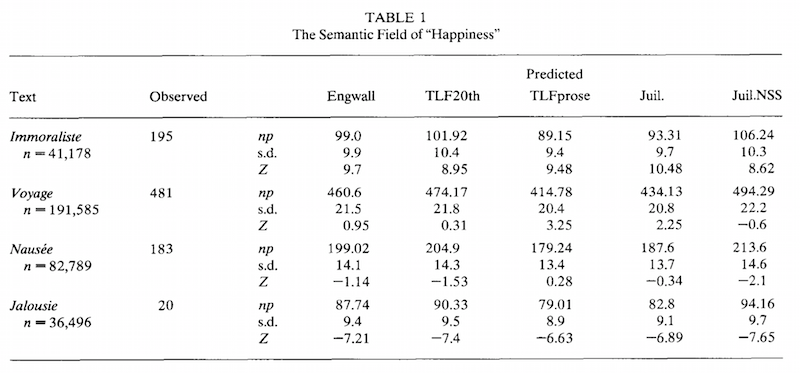 TABLE 1
The Semantic Field of “Happiness”
Predicted
Text Observed Engwall TLF20th TLFprose Juil. Juil.NSS
Immoraliste 195 np 99.0 101.92 89.15 93.31 106.24
n = 41,178 s.d. 9.9 10.4 9.4 9.7 10.3
Z 9.7 8.95 9.48 10.48 8.62
Voyage 481 np 460.6 474.17 414.78 434.13 494.29
n = 191,585 s.d. 21.5 21.8 20.4 20.8 22.2
Z 0.95 0.31 3.25 2.25 −0.6
Nausée 183 np 199.02 204.9 179.24 187.6 213.6
n = 82,789 s.d. 14.1 14.3 13.4 13.7 14.6
Z −1.14 −1.53 0.28 −0.34 −2.1
Jalousie 20 np 87.74 90.33 79.01 82.8 94.16
n = 36,496 s.d. 9.4 9.5 8.9 9.1 9.7
Z −7.21 −7.4 −6.63 −6.89 −7.65